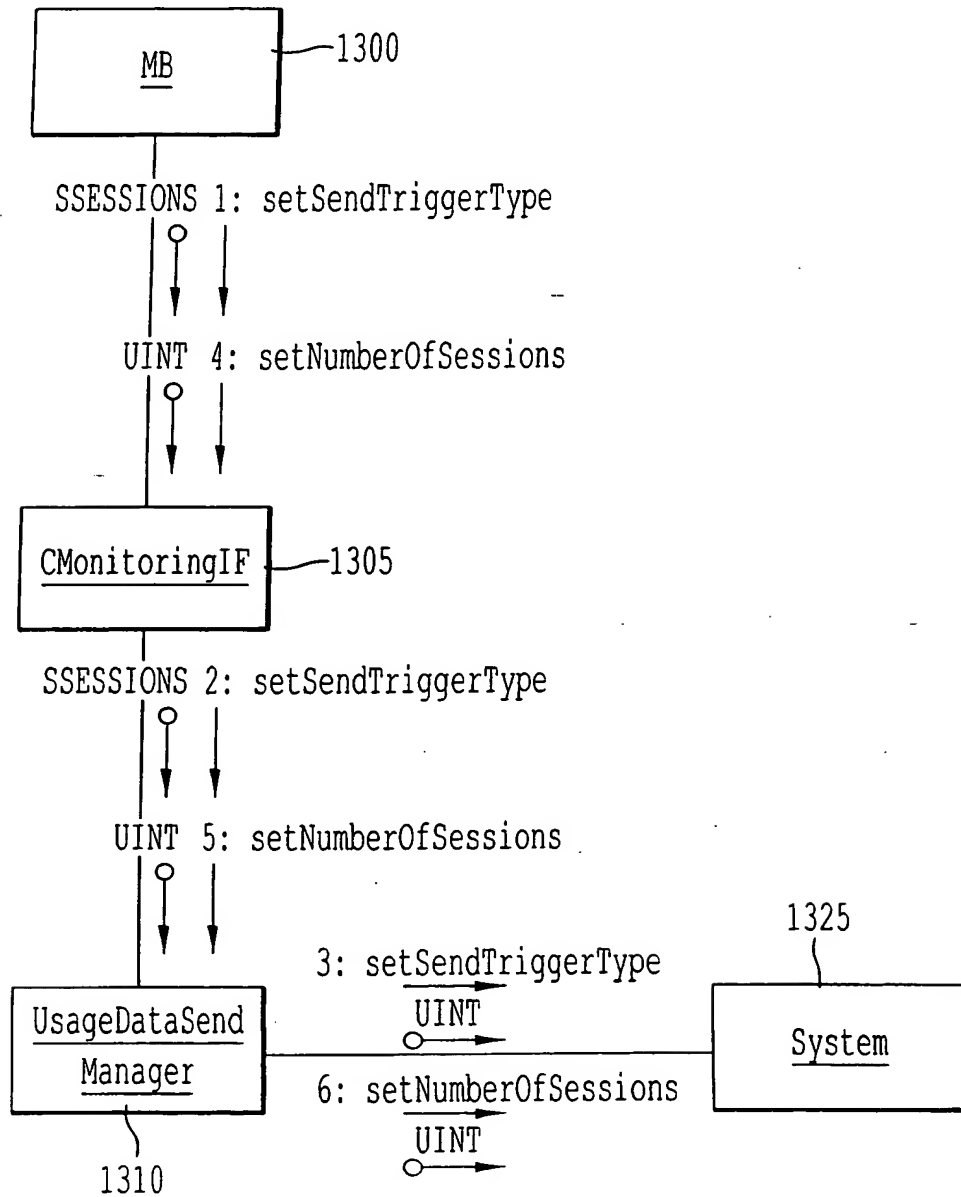 MB
1300
SSESSIONS 1: setSendTriggerType
UINT 4: setNumberOfSessions
CMonitoringIF
1305
SSESSIONS 2: setSendTriggerType
UINT 5: setNumberOfSessions
1325
3: setSendTriggerType
UINT
UsageDataSend
Manager
System
6: setNumberOfSessions
UINT
1310